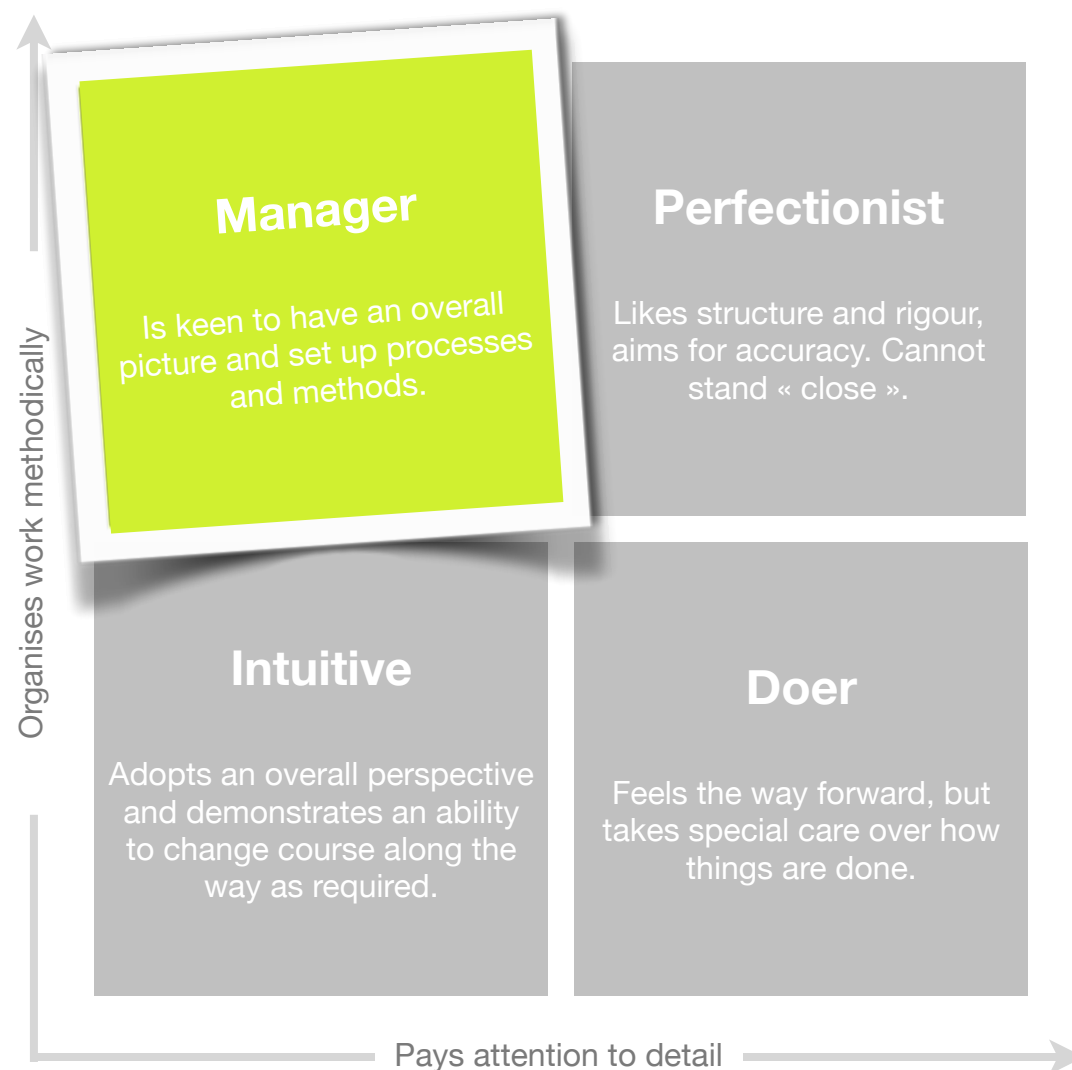 Manager
Is keen to have an overall
picture and set up processes
and methods.
Perfectionist
Likes structure and rigour,
aims for accuracy. Cannot
stand « close ».
Organises work methodically
Intuitive
Adopts an overall perspective
and demonstrates an ability
to change course along the
way as required.
Doer
Feels the way forward, but
takes special care over how
things are done.
Pays attention to detail